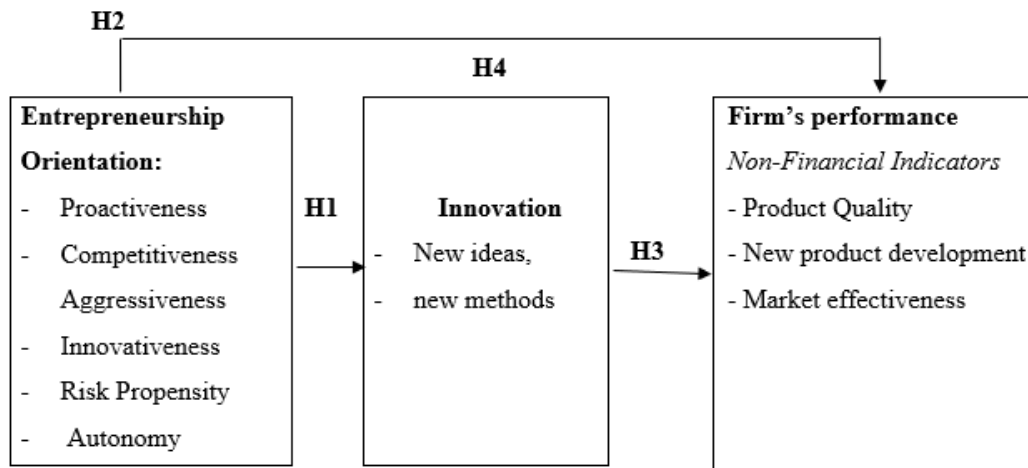 H2
H4
Entrepreneurship
Orientation:
- Proactiveness
- Competitiveness
Aggressiveness
- Innovativeness
- Risk Propensity
- Autonomy
H1
Innovation
- New ideas,
- new methods
H3
Firm's performance
Non-Financial Indicators
- Product Quality
- New product development
- Market effectiveness